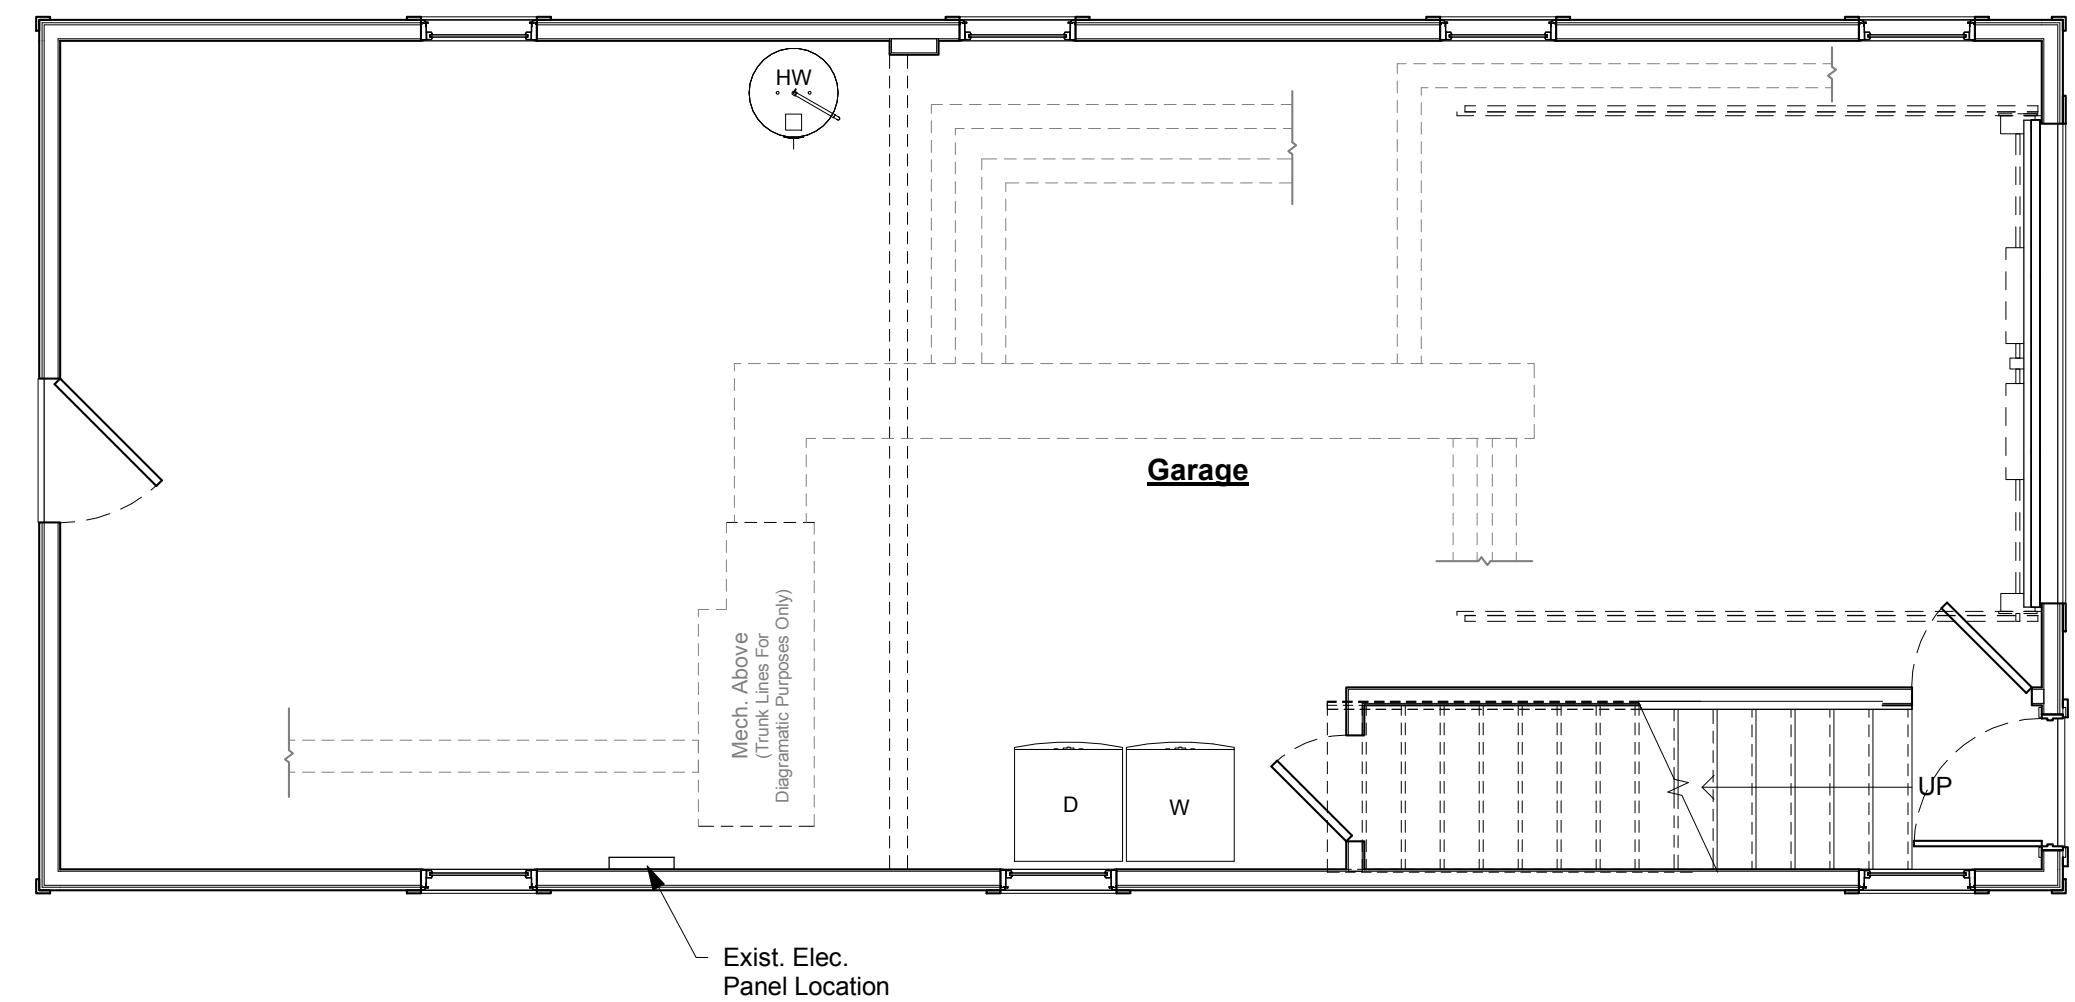 HW
Garage
Mech. Above
(Trunk Lines For
Diagramatic Purposes Only)
D
W
UP
Exist. Elec.
Panel Location